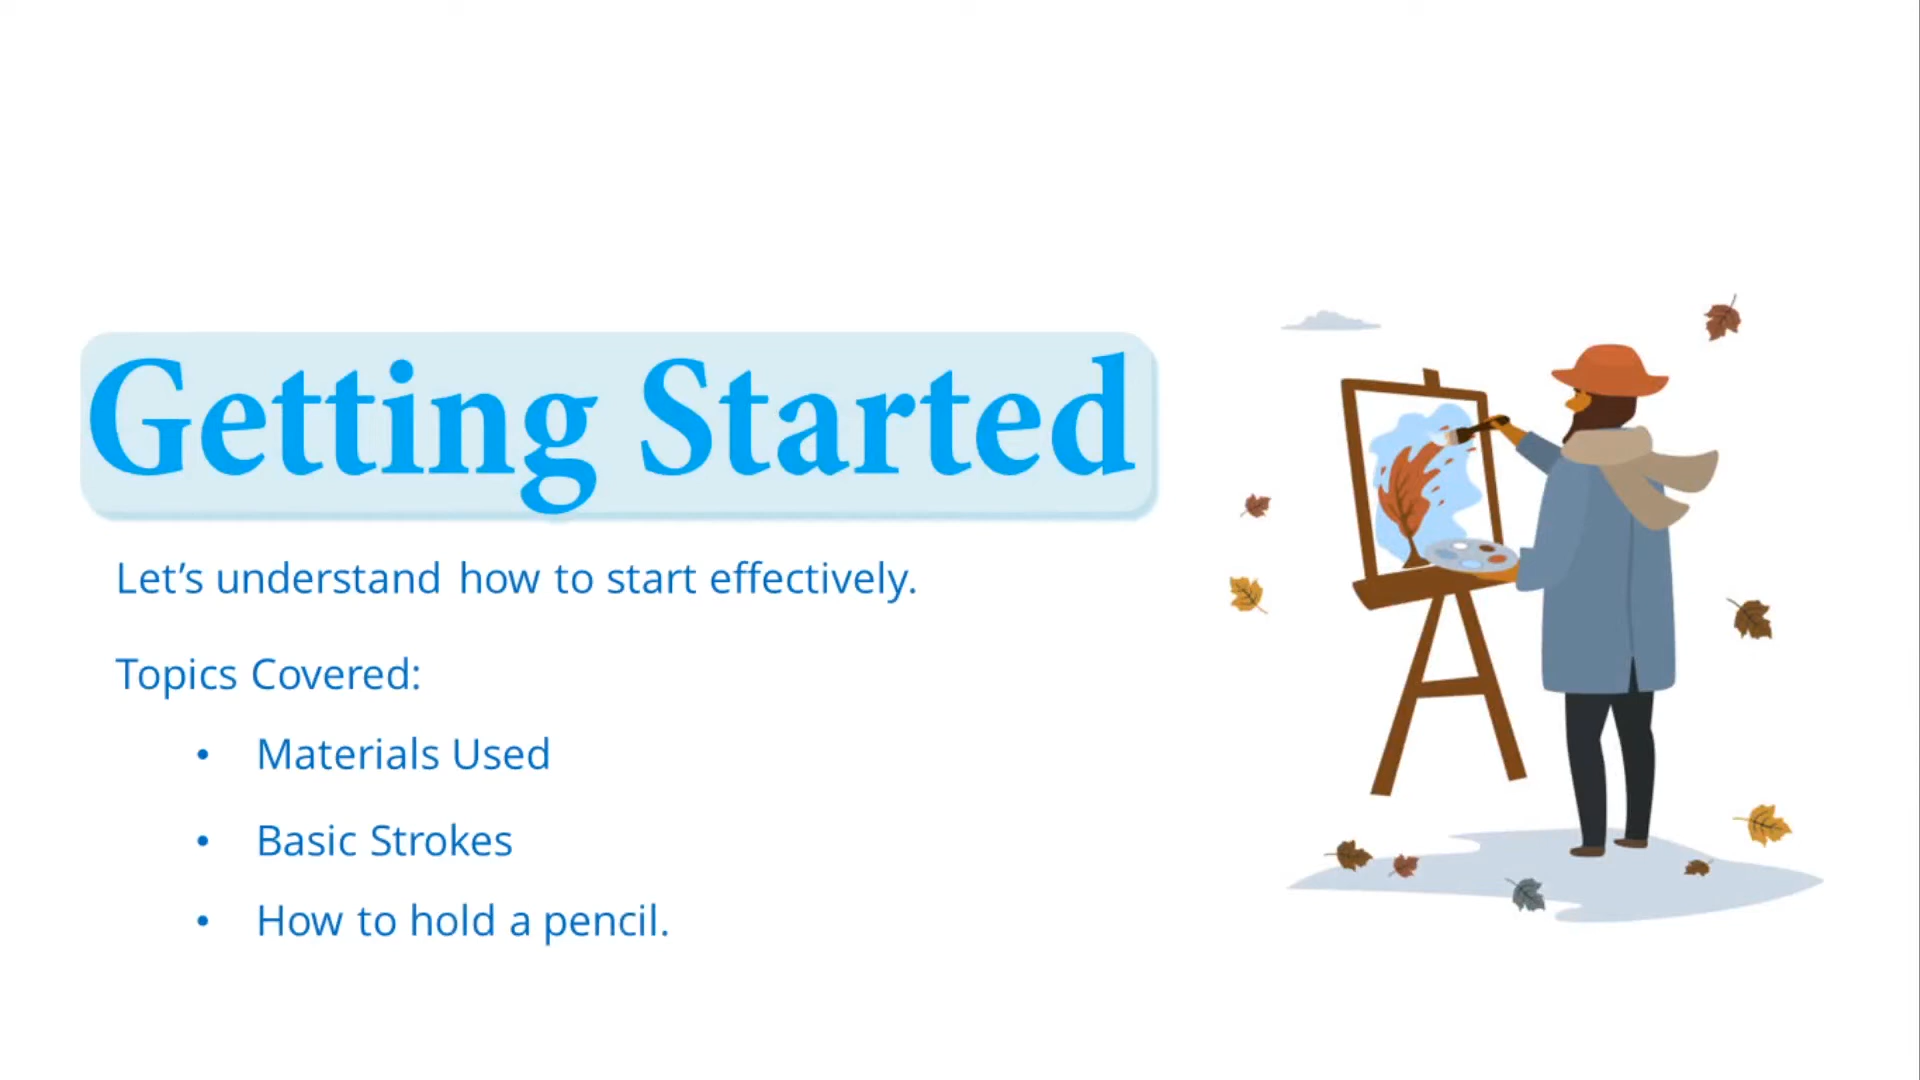 Getting Started
Let’s understand how to start effectively.
Topics Covered:
• Materials Used
• Basic Strokes
• How to hold a pencil.